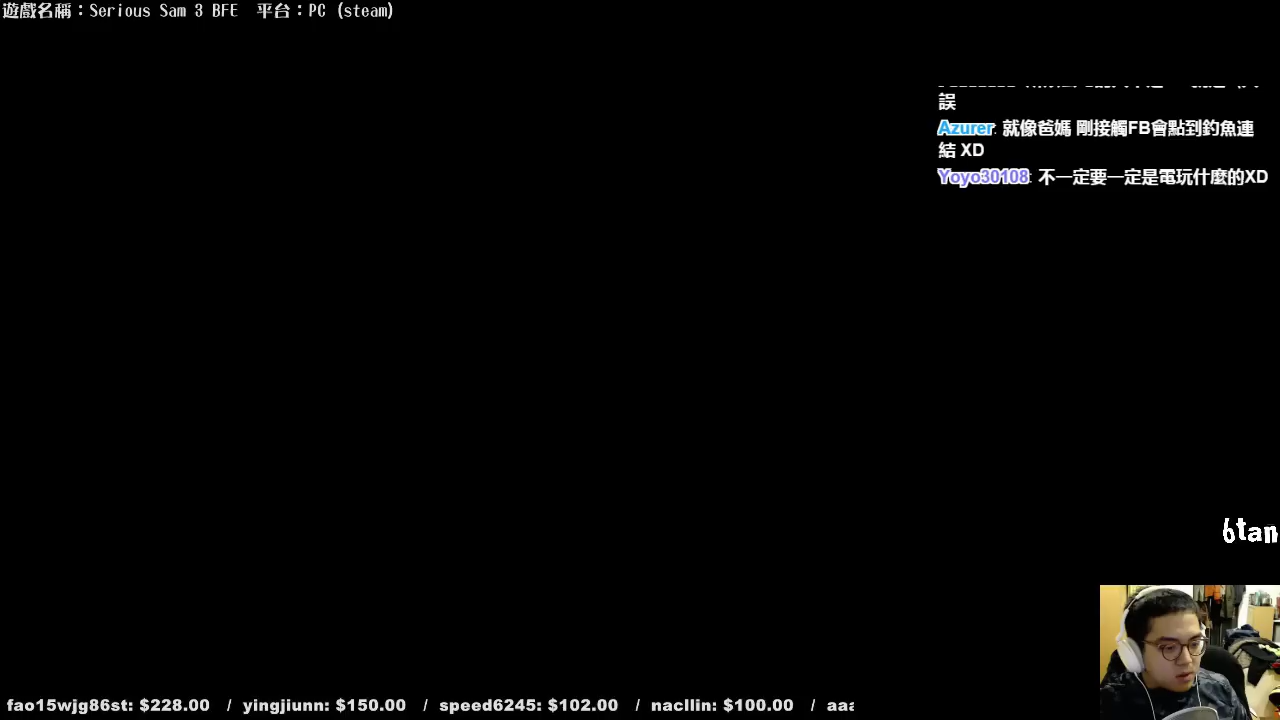 遊戲名稱：Serious Sam 3 BFE 平台：PC (steam)
誤
Azurer: 就像爸媽 剛接觸FB會點到釣魚連
結 XD
Yoyo30108: 不一定要一定是電玩什麼的XD
6tan
fao15wjg86st: $228.00 / yingjiunn: $150.00 / speed6245: $102.00 / nacllin: $100.00 / aaa